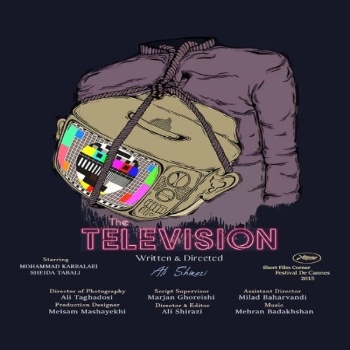 The
TELEVISION
Written & Directed
Ali Shirazi
Starring
MOHAMMAD KARBALAEI
SHEIDA TABALI
Short Film Corner
Festival De Cannes
2015
Director of Photography
Ali Taghadosi
Production Designer
Meisam Mashayekhi
Script Supervisor
Marjan Ghoreishi
Director & Editor
Ali Shirazi
Assistant Director
Milad Baharvandi
Music
Mehran Badakhshan